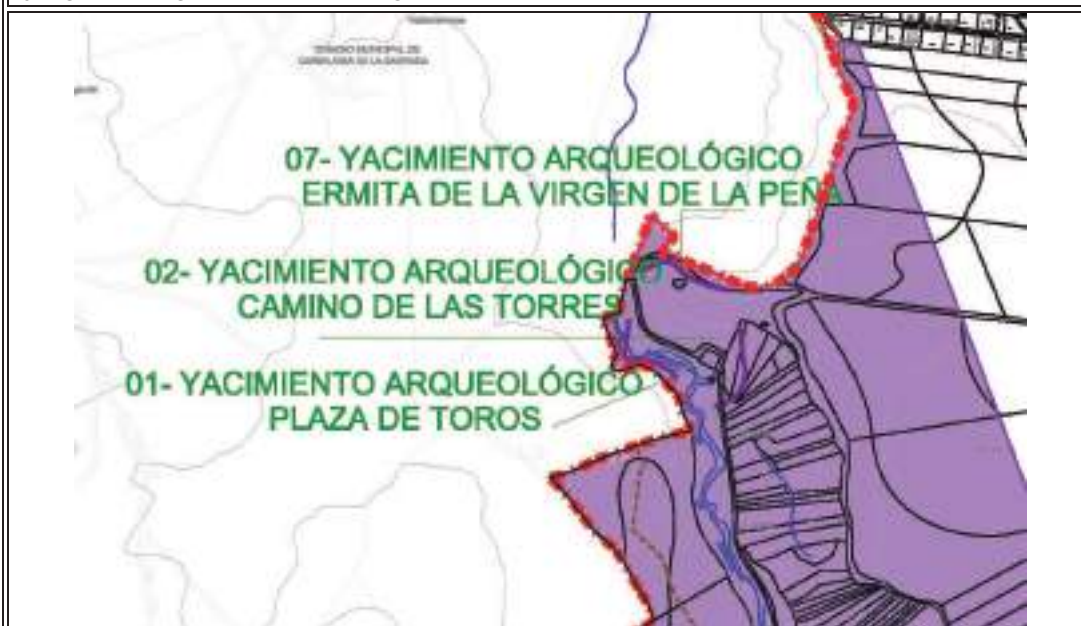 07- YACIMIENTO ARQUEOLÓGICO
ERMITA DE LA VIRGEN DE LA PEÑA
02- YACIMIENTO ARQUEOLÓGICO
CAMINO DE LAS TORRES
01- YACIMIENTO ARQUEOLÓGICO
PLAZA DE TOROS